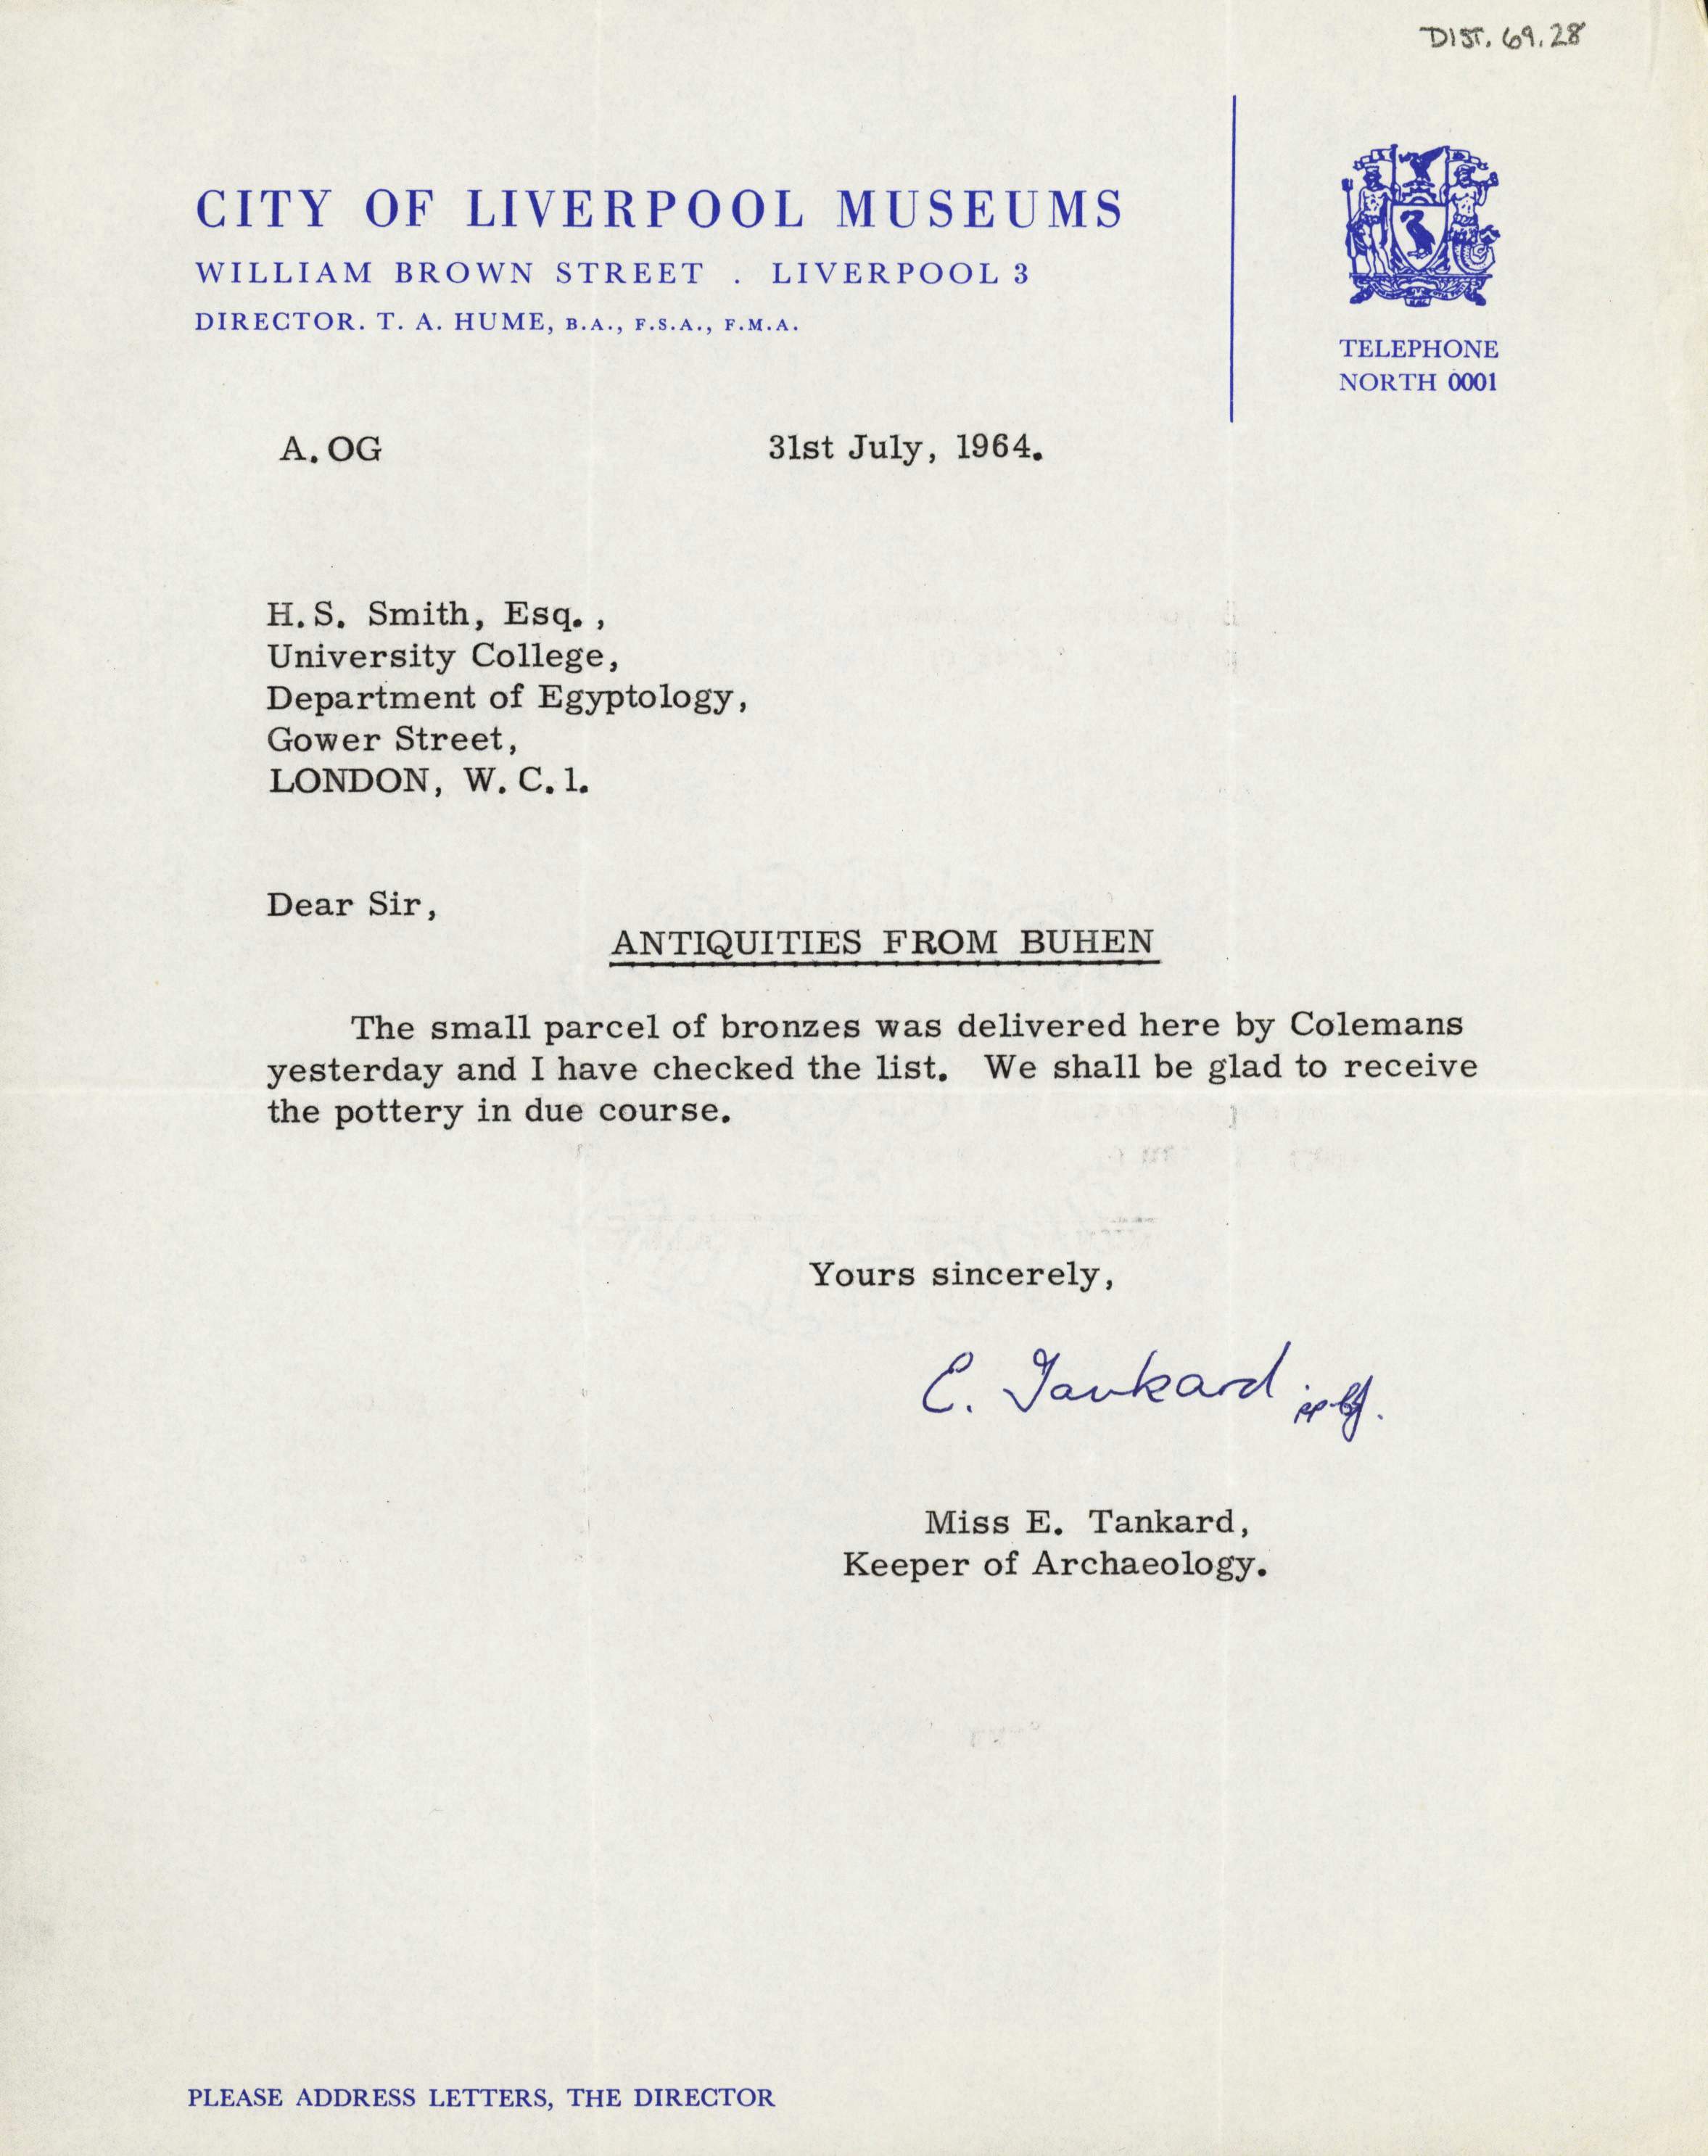 DIST. 69.28
CITY OF LIVERPOOL MUSEUMS
WILLIAM BROWN STREET . LIVERPOOL 3
DIRECTOR. T. A. HUME, B.A., F.S.A., F.M.A.
TELEPHONE
NORTH 0001
A. OG
31st July, 1964.
H. S. Smith, Esq. ,
University College,
Department of Egyptology,
Gower Street,
LONDON, W. C. 1.
Dear Sir,
ANTIQUITIES FROM BUHEN
The small parcel of bronzes was delivered here by Colemans
yesterday and I have checked the list. We shall be glad to receive
the pottery in due course.
Yours sincerely,
E. Tankard
Miss E. Tankard,
Keeper of Archaeology.
PLEASE ADDRESS LETTERS, THE DIRECTOR